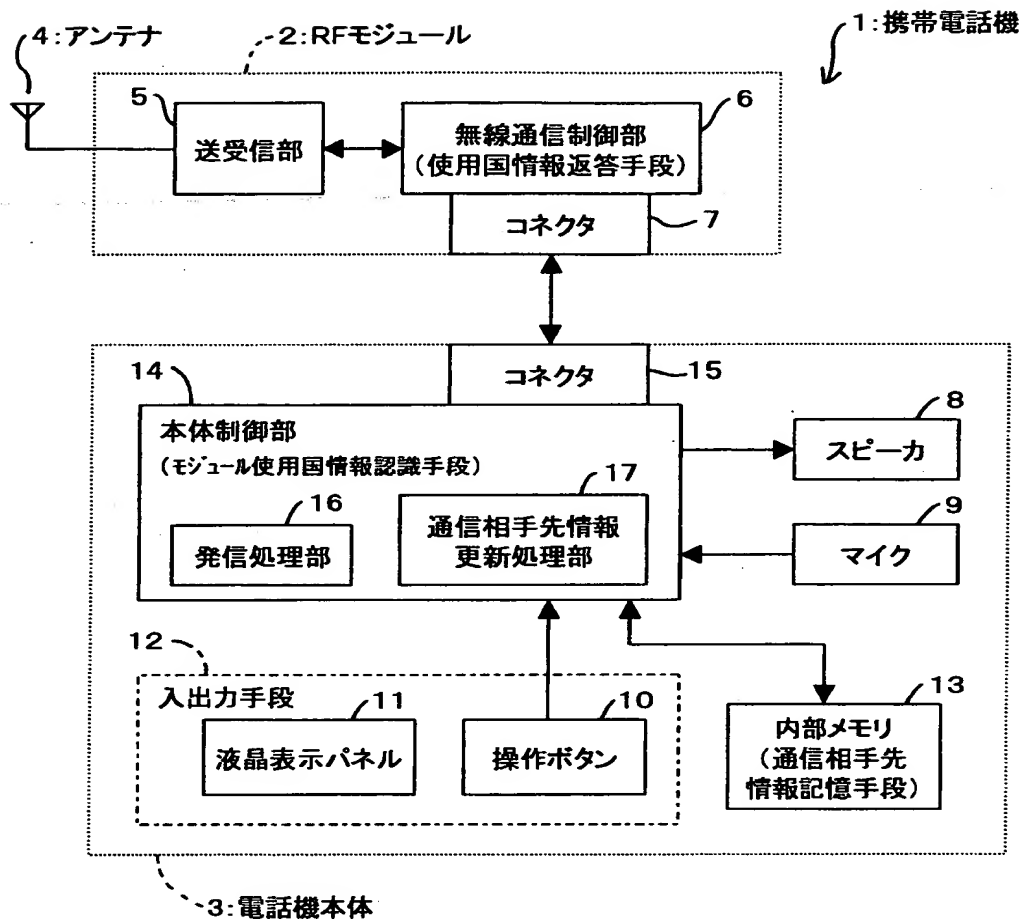 1:携帯電話機
4:アンテナ
2:RFモジュール
5
送受信部
6
無線通信制御部
(使用国情報返答手段)
コネクタ
7
コネクタ
15
14
本体制御部
(モジュール使用国情報認識手段)
16
発信処理部
17
通信相手先情報
更新処理部
8
スピーカ
9
マイク
12
入出力手段
11
液晶表示パネル
10
操作ボタン
13
内部メモリ
(通信相手先
情報記憶手段)
3:電話機本体